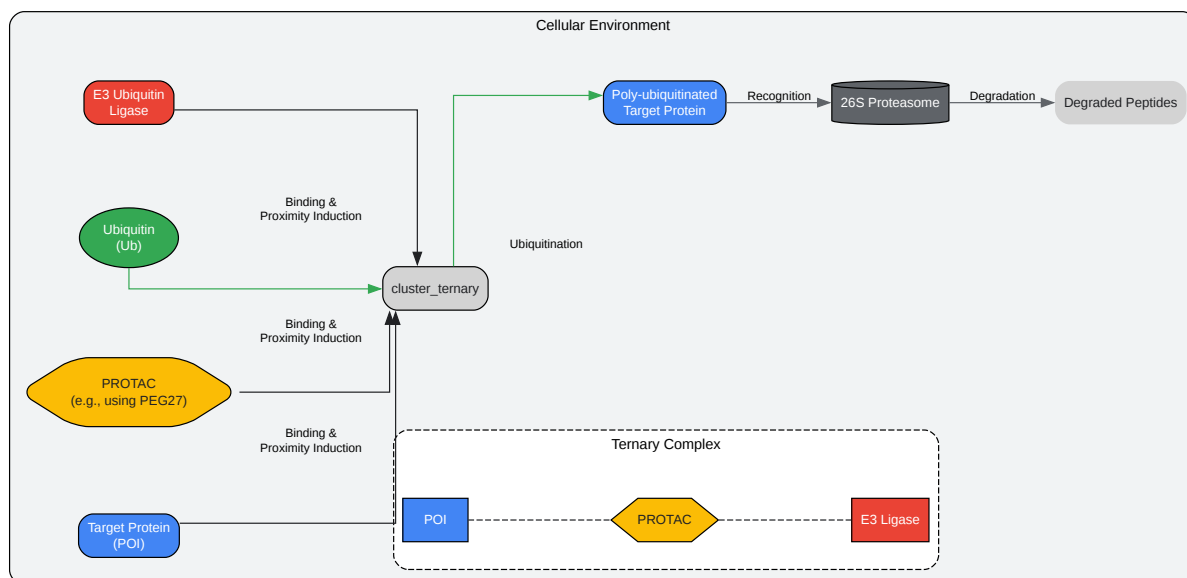 Cellular Environment
E3 Ubiquitin
Ligase
Poly-ubiquitinated
Target Protein
Recognition
26S Proteasome
Degradation
Degraded Peptides
Binding &
Proximity Induction
Ubiquitin
(Ub)
Ubiquitination
cluster_ternary
Binding &
Proximity Induction
PROTAC
(e.g., using PEG27)
Binding &
Proximity Induction
Ternary Complex
Target Protein
(POI)
POI
PROTAC
E3 Ligase